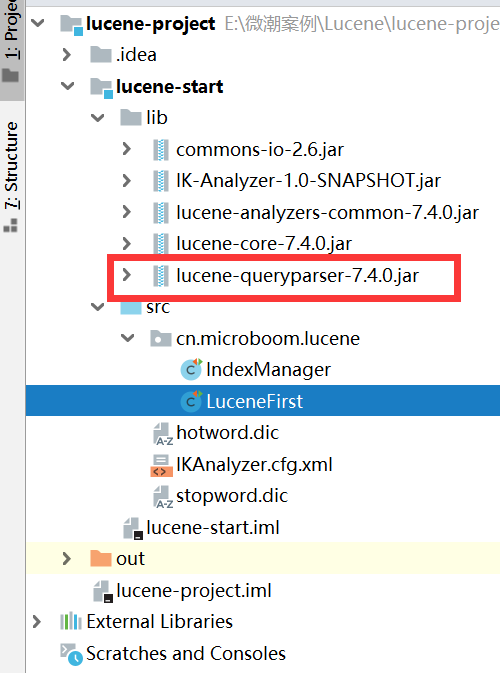 1: Project
7: Structure
lucene-project E:\微潮案例\Lucene\lucene-proje
.idea
lucene-start
lib
commons-io-2.6.jar
IK-Analyzer-1.0-SNAPSHOT.jar
lucene-analyzers-common-7.4.0.jar
lucene-core-7.4.0.jar
lucene-queryparser-7.4.0.jar
src
cn.microboom.lucene
IndexManager
LuceneFirst
hotword.dic
IKAnalyzer.cfg.xml
stopword.dic
lucene-start.iml
out
lucene-project.iml
External Libraries
Scratches and Consoles